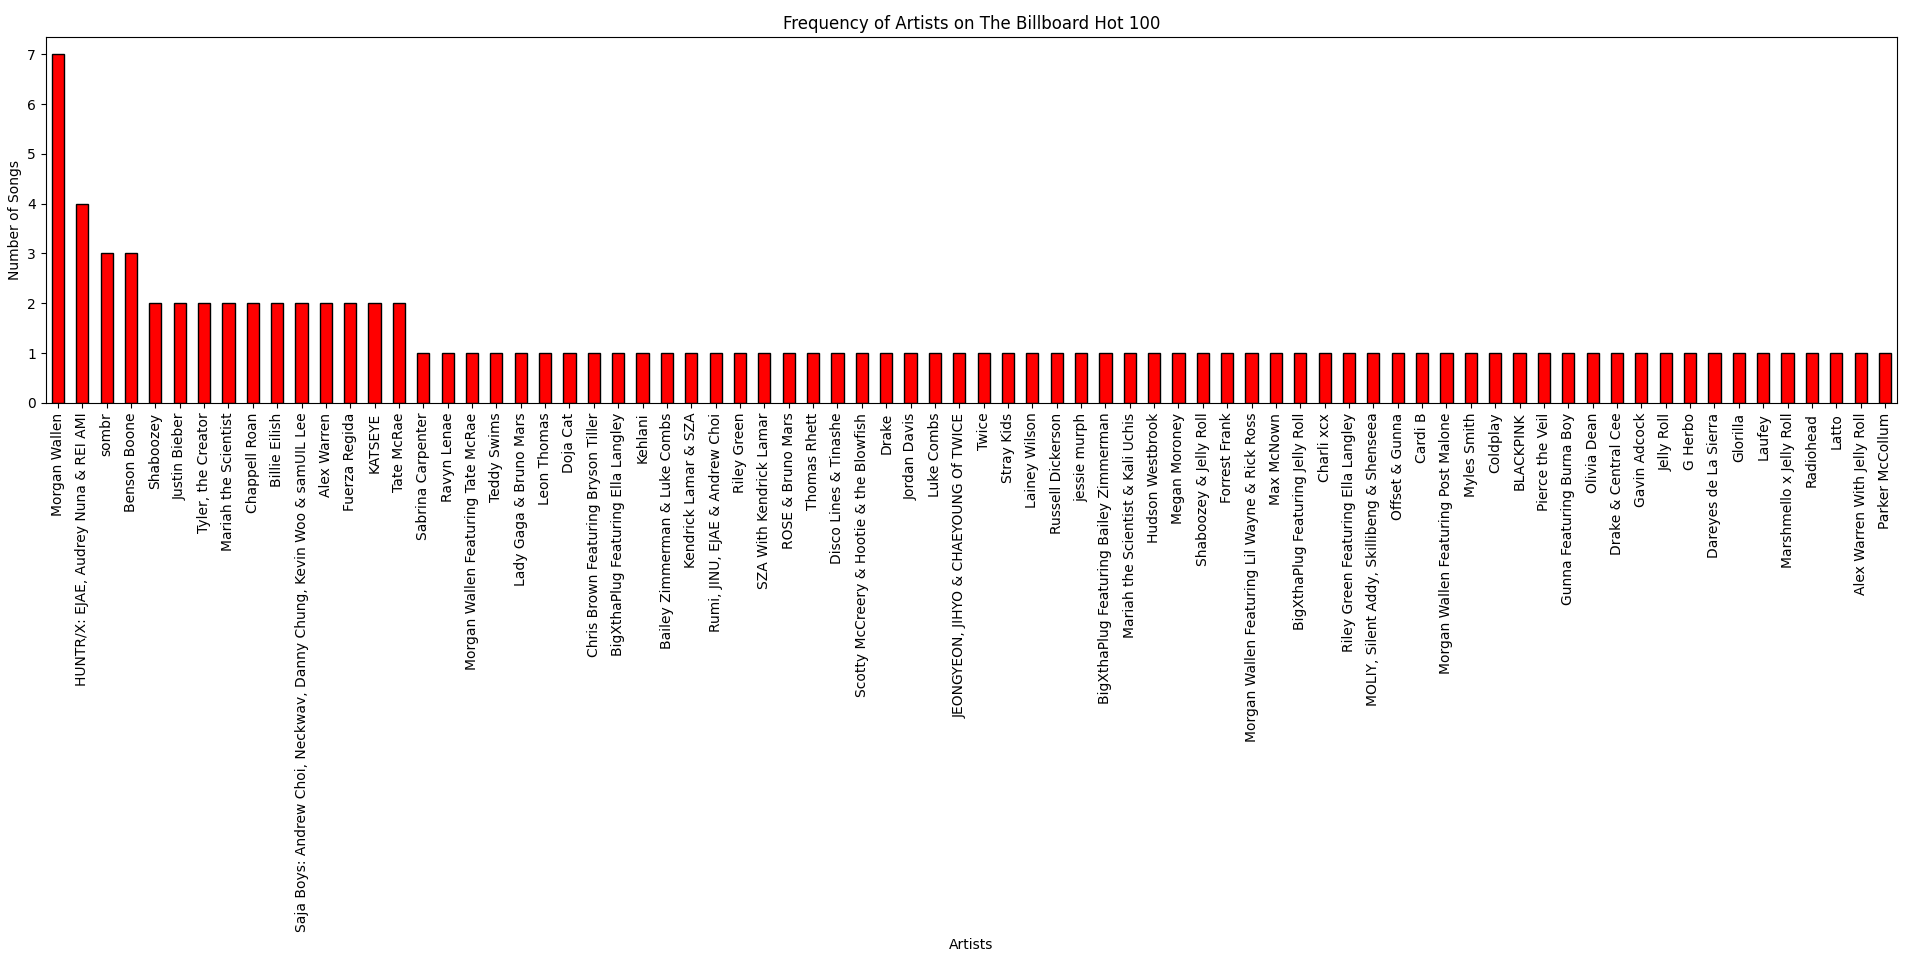 Frequency of Artists on The Billboard Hot 100
Number of Songs
7
6
5
4
3
2
1
0
Morgan Wallen
HUNTR/X: EJAE, Audrey Nuna & REI AMI
sombr
Benson Boone
Shaboozey
Justin Bieber
Tyler, the Creator
Mariah the Scientist
Chappell Roan
Billie Eilish
Saja Boys: Andrew Choi, Neckwav, Danny Chung, Kevin Woo & samUIL Lee
Alex Warren
Fuerza Regida
KATSEYE
Tate McRae
Sabrina Carpenter
Ravyn Lenae
Morgan Wallen Featuring Tate McRae
Teddy Swims
Lady Gaga & Bruno Mars
Leon Thomas
Doja Cat
Chris Brown Featuring Bryson Tiller
BigXthaPlug Featuring Ella Langley
Kehlani
Bailey Zimmerman & Luke Combs
Kendrick Lamar & SZA
Rumi, JINU, EJAE & Andrew Choi
Riley Green
SZA With Kendrick Lamar
ROSE & Bruno Mars
Thomas Rhett
Disco Lines & Tinashe
Scotty McCreery & Hootie & the Blowfish
Drake
Jordan Davis
Luke Combs
JEONGYEON, JIHYO & CHAEYOUNG Of TWICE
Twice
Stray Kids
Lainey Wilson
Russell Dickerson
jessie murph
BigXthaPlug Featuring Bailey Zimmerman
Mariah the Scientist & Kali Uchis
Hudson Westbrook
Megan Moroney
Shaboozey & Jelly Roll
Forrest Frank
Morgan Wallen Featuring Lil Wayne & Rick Ross
Max McNown
BigXthaPlug Featuring Jelly Roll
Charli xcx
Riley Green Featuring Ella Langley
MOLIY, Silent Addy, Skillibeng & Shenseea
Offset & Gunna
Cardi B
Morgan Wallen Featuring Post Malone
Myles Smith
Coldplay
BLACKPINK
Pierce the Veil
Gunna Featuring Burna Boy
Olivia Dean
Drake & Central Cee
Gavin Adcock
Jelly Roll
G Herbo
Dareyes de La Sierra
Glorilla
Laufey
Marshmello x Jelly Roll
Radiohead
Latto
Alex Warren With Jelly Roll
Parker McCollum
Artists